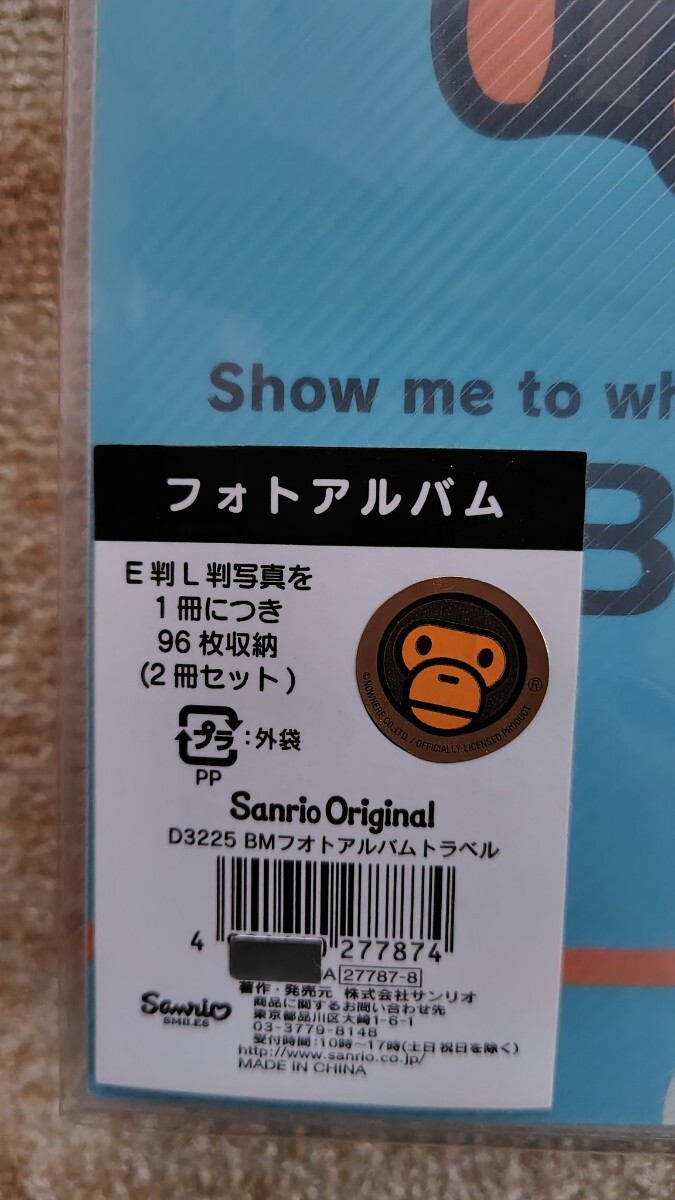 Show me to wh
B
フォトアルバム
E判L判写真を
1冊につき
96枚収納
(2冊セット)
©NOWHERE CO.,LTD. / OFFICIALLY LICENSED PRODUCT
®
プラ:外袋
PP
Sanrio Original
D3225 BMフォトアルバムトラベル
4 277874
A 27787-8
Sanrio
SMILES
著作・発売元 株式会社サンリオ
商品に関するお問い合わせ先
東京都品川区大崎1-6-1
03-3779-8148
受付時間:10時〜17時(土日祝日を除く)
http://www.sanrio.co.jp/
MADE IN CHINA